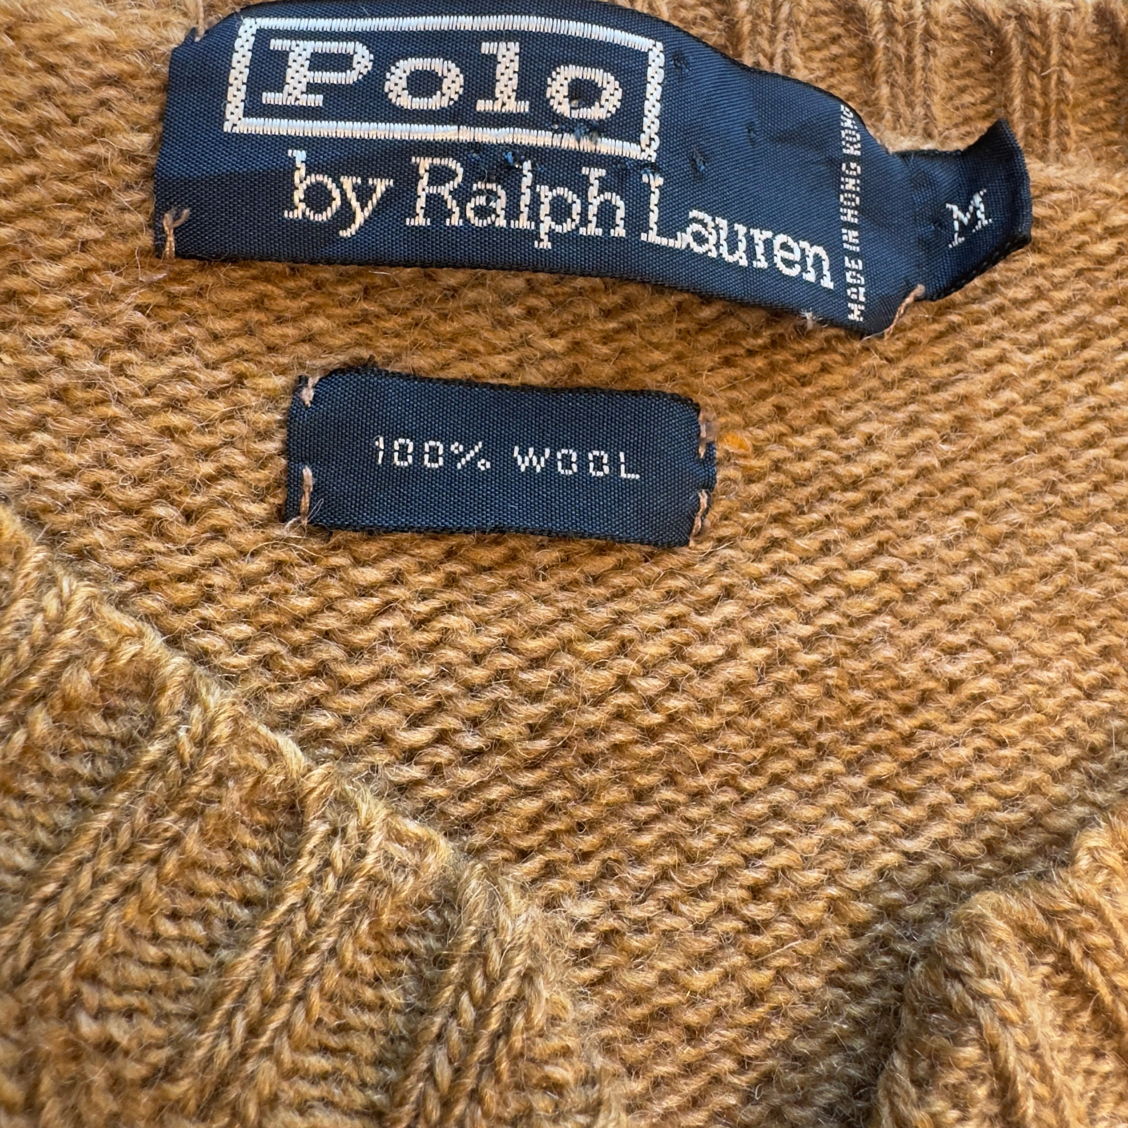 Polo
by Ralph Lauren
MADE IN HONG KONG
M
100% WOOL